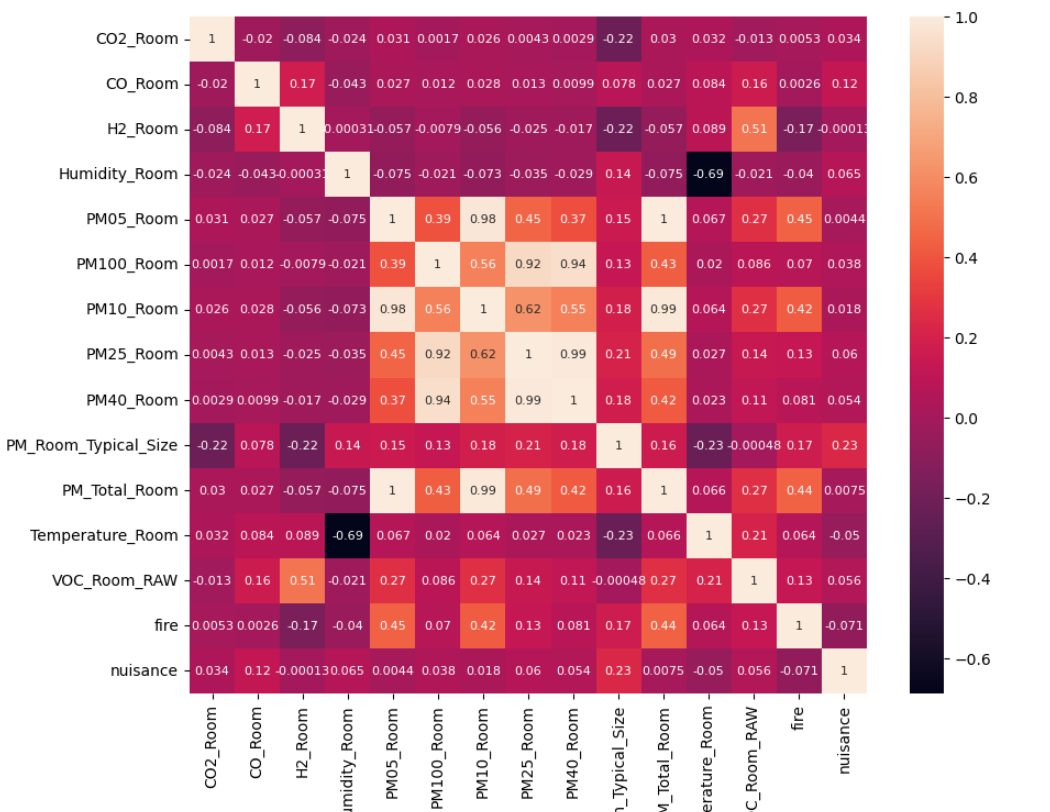 CO2_Room 1 -0.02 -0.084 -0.024 0.031 0.0017 0.026 0.0043 0.0029 -0.22 0.03 0.032 -0.013 0.0053 0.034
CO_Room -0.02 1 0.17 -0.043 0.027 0.012 0.028 0.013 0.0099 0.078 0.027 0.084 0.16 0.0026 0.12
H2_Room -0.084 0.17 1 0.00031 -0.057 -0.0079 -0.056 -0.025 -0.017 -0.22 -0.057 0.089 0.51 -0.17 -0.00013
Humidity_Room -0.024 -0.043 -0.00031 1 -0.075 -0.021 -0.073 -0.035 -0.029 0.14 -0.075 -0.69 -0.021 -0.04 0.065
PM05_Room 0.031 0.027 -0.057 -0.075 1 0.39 0.98 0.45 0.37 0.15 1 0.067 0.27 0.45 0.0044
PM100_Room 0.0017 0.012 -0.0079 -0.021 0.39 1 0.56 0.92 0.94 0.13 0.43 0.02 0.086 0.07 0.038
PM10_Room 0.026 0.028 -0.056 -0.073 0.98 0.56 1 0.62 0.55 0.18 0.99 0.064 0.27 0.42 0.018
PM25_Room 0.0043 0.013 -0.025 -0.035 0.45 0.92 0.62 1 0.99 0.21 0.49 0.027 0.14 0.13 0.06
PM40_Room 0.0029 0.0099 -0.017 -0.029 0.37 0.94 0.55 0.99 1 0.18 0.42 0.023 0.11 0.081 0.054
PM_Room_Typical_Size -0.22 0.078 -0.22 0.14 0.15 0.13 0.18 0.21 0.18 1 0.16 -0.23 -0.00048 0.17 0.23
PM_Total_Room 0.03 0.027 -0.057 -0.075 1 0.43 0.99 0.49 0.42 0.16 1 0.066 0.27 0.44 0.0075
Temperature_Room 0.032 0.084 0.089 -0.69 0.067 0.02 0.064 0.027 0.023 -0.23 0.066 1 0.21 0.064 -0.05
VOC_Room_RAW -0.013 0.16 0.51 -0.021 0.27 0.086 0.27 0.14 0.11 -0.00048 0.27 0.21 1 0.13 0.056
fire 0.0053 0.0026 -0.17 -0.04 0.45 0.07 0.42 0.13 0.081 0.17 0.44 0.064 0.13 1 -0.071
nuisance 0.034 0.12 -0.00013 0.065 0.0044 0.038 0.018 0.06 0.054 0.23 0.0075 -0.05 0.056 -0.071 1
CO2_Room
CO_Room
H2_Room
umidity_Room
PM05_Room
PM100_Room
PM10_Room
PM25_Room
PM40_Room
_Typical_Size
_Total_Room
erature_Room
C_Room_RAW
fire
nuisance
1.0
0.8
0.6
0.4
0.2
0.0
−0.2
−0.4
−0.6